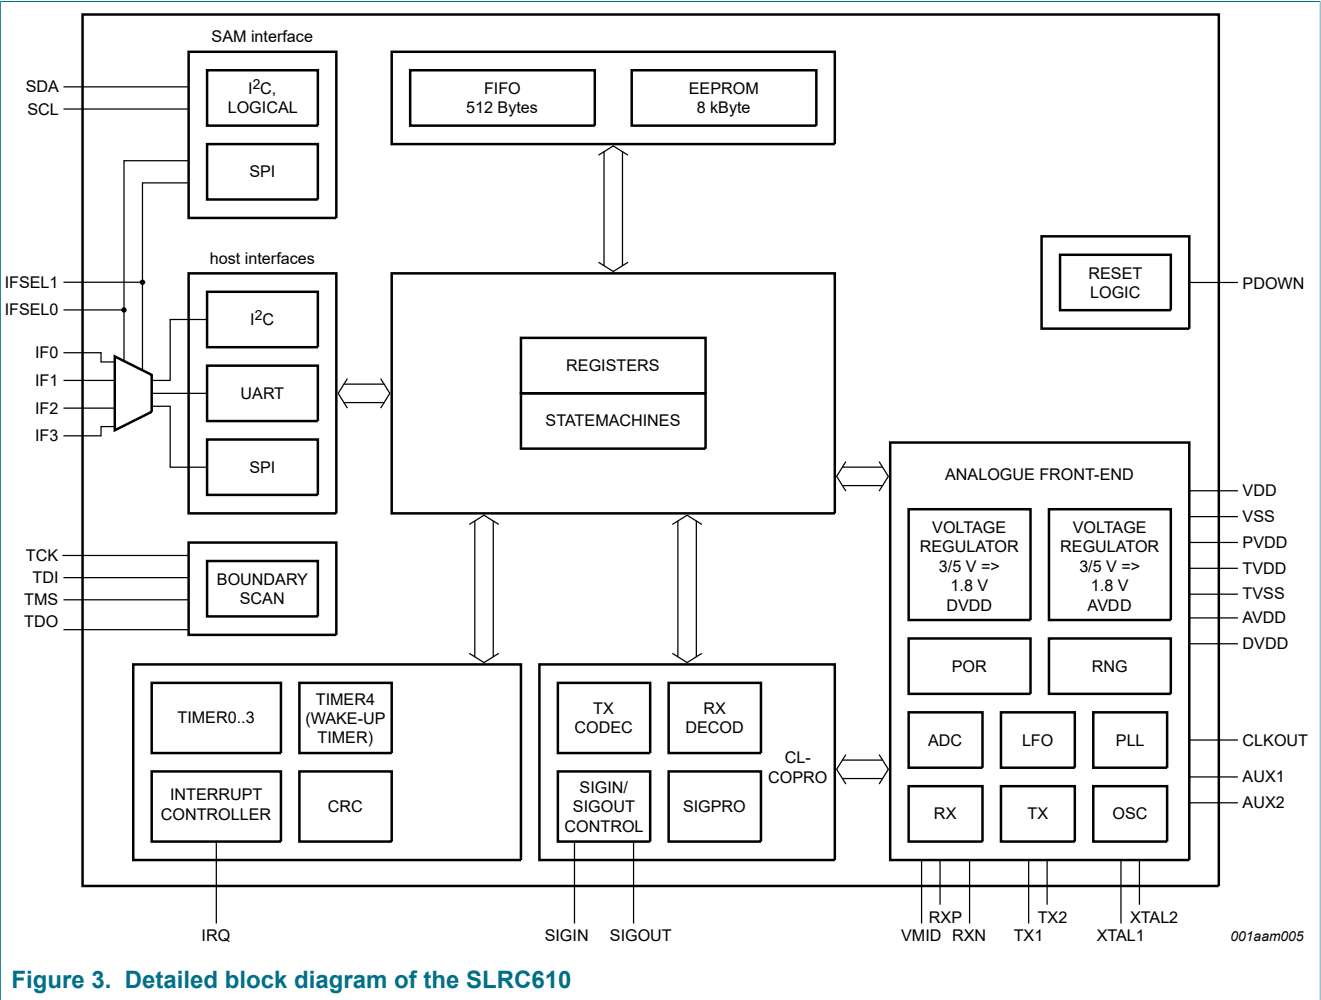 SAM interface
SDA
SCL
I2C,
LOGICAL
SPI
FIFO
512 Bytes
EEPROM
8 kByte
host interfaces
IFSEL1
IFSEL0
IF0
IF1
IF2
IF3
I2C
UART
SPI
REGISTERS
STATEMACHINES
RESET
LOGIC
PDOWN
TCK
TDI
TMS
TDO
BOUNDARY
SCAN
ANALOGUE FRONT-END
VOLTAGE
REGULATOR
3/5 V =>
1.8 V
DVDD
VOLTAGE
REGULATOR
3/5 V =>
1.8 V
AVDD
POR
RNG
ADC
LFO
PLL
RX
TX
OSC
VDD
VSS
PVDD
TVDD
TVSS
AVDD
DVDD
CLKOUT
AUX1
AUX2
TIMER0..3
TIMER4
(WAKE-UP
TIMER)
INTERRUPT
CONTROLLER
CRC
TX
CODEC
RX
DECOD
SIGIN/
SIGOUT
CONTROL
SIGPRO
CL-
COPRO
IRQ
SIGIN
SIGOUT
VMID
RXP
RXN
TX1
TX2
XTAL1
XTAL2
001aam005
Figure 3. Detailed block diagram of the SLRC610